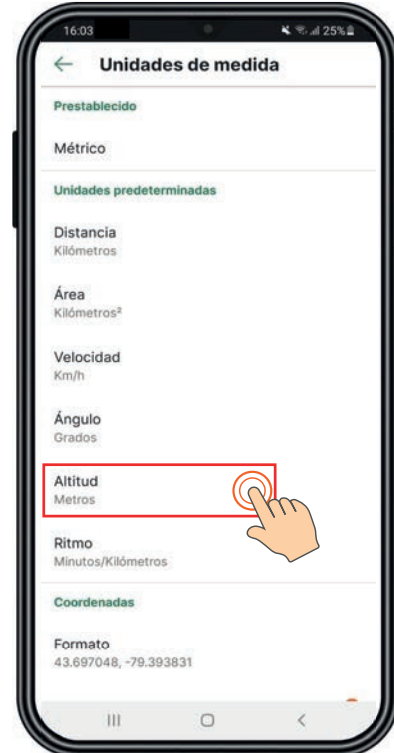 16:03
25%
Unidades de medida
Prestablecido
Métrico
Unidades predeterminadas
Distancia
Kilómetros
Área
Kilómetros²
Velocidad
Km/h
Ángulo
Grados
Altitud
Metros
Ritmo
Minutos/Kilómetros
Coordenadas
Formato
43.697048, -79.393831